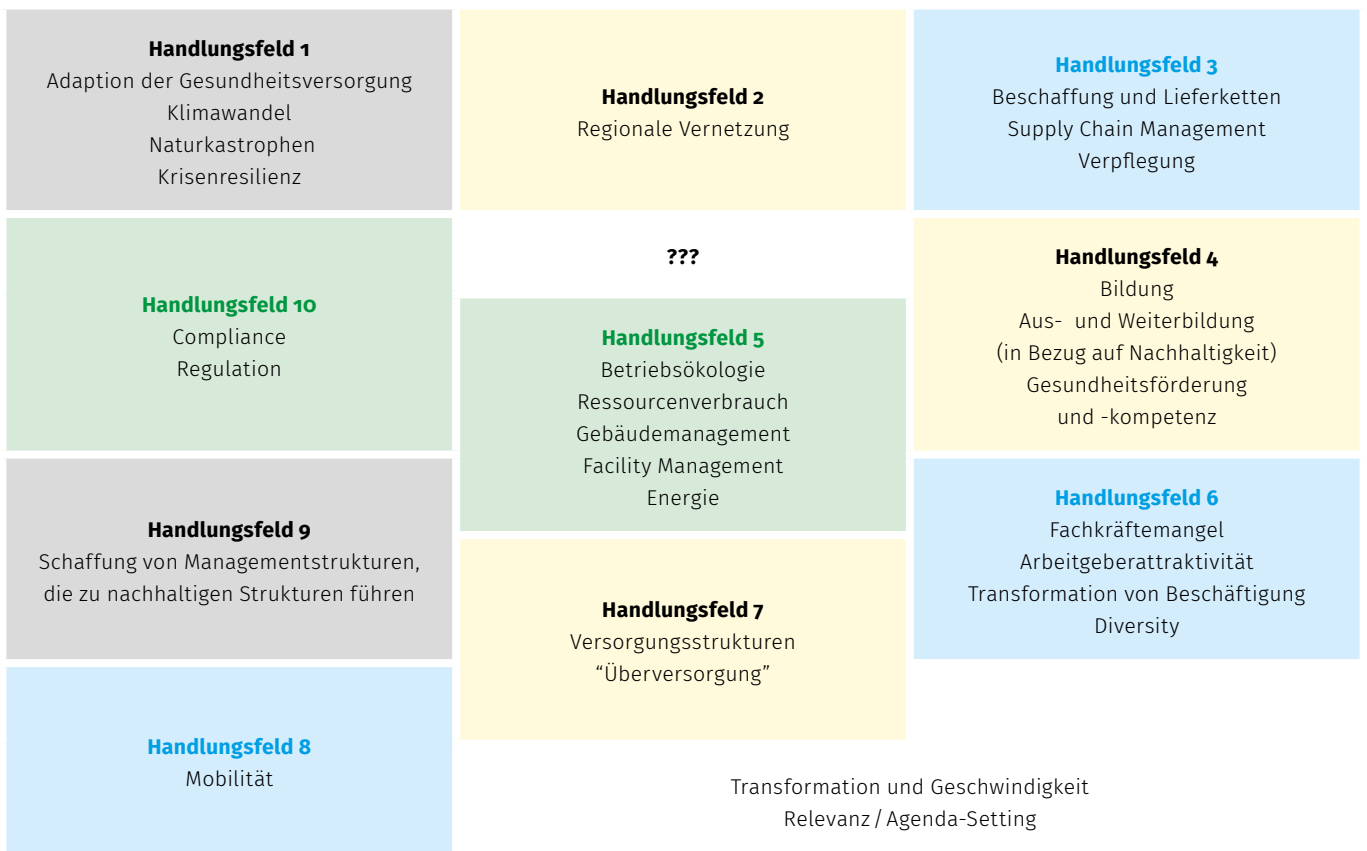 Handlungsfeld 1
Adaption der Gesundheitsversorgung
Klimawandel
Naturkastrophen
Krisenresilienz
Handlungsfeld 2
Regionale Vernetzung
Handlungsfeld 3
Beschaffung und Lieferketten
Supply Chain Management
Verpflegung
Handlungsfeld 10
Compliance
Regulation
???
Handlungsfeld 5
Betriebsökologie
Ressourcenverbrauch
Gebäudemanagement
Facility Management
Energie
Handlungsfeld 4
Bildung
Aus- und Weiterbildung
(in Bezug auf Nachhaltigkeit)
Gesundheitsförderung
und -kompetenz
Handlungsfeld 9
Schaffung von Managementstrukturen,
die zu nachhaltigen Strukturen führen
Handlungsfeld 7
Versorgungsstrukturen
“Überversorgung”
Handlungsfeld 6
Fachkräftemangel
Arbeitgeberattraktivität
Transformation von Beschäftigung
Diversity
Handlungsfeld 8
Mobilität
Transformation und Geschwindigkeit
Relevanz / Agenda-Setting